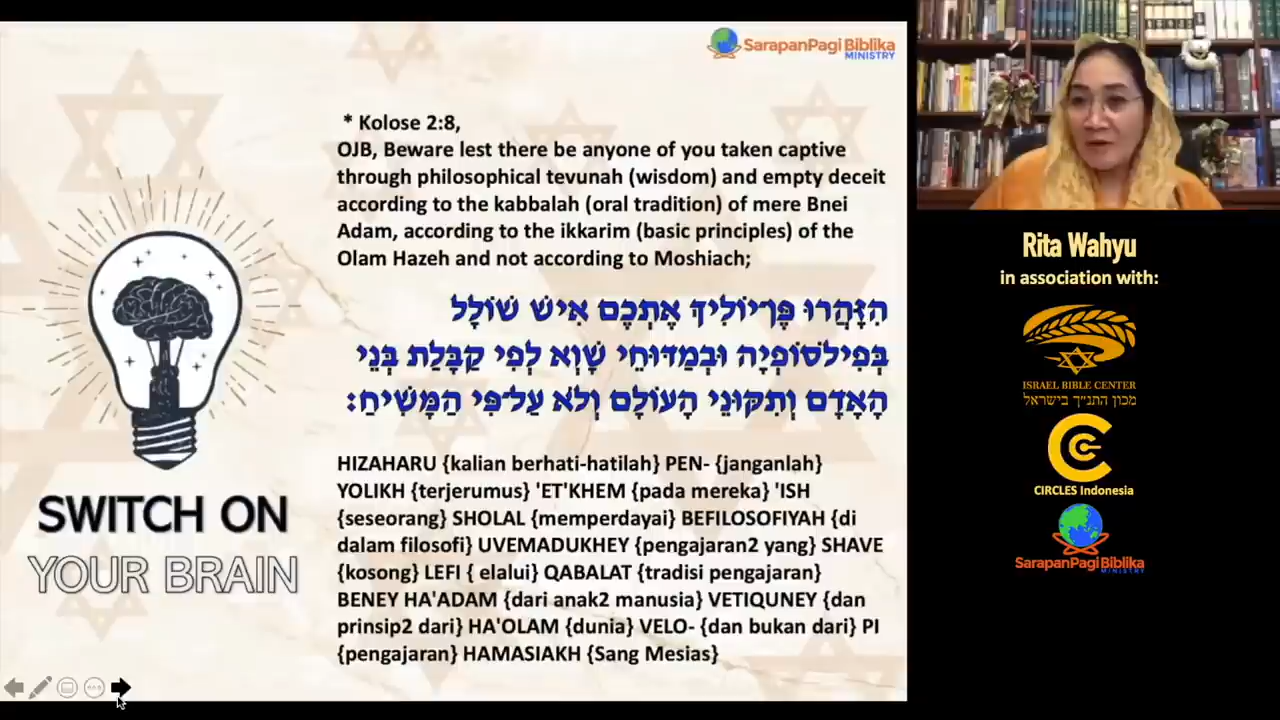 SarapanPagi Biblika
MINISTRY
* Kolose 2:8,
OJB, Beware lest there be anyone of you taken captive
through philosophical tevunah (wisdom) and empty deceit
according to the kabbalah (oral tradition) of mere Bnei
Adam, according to the ikkarim (basic principles) of the
Olam Hazeh and not according to Moshiach;
הִזָּהֲרוּ פֶּן־יוֹלִיךְ אֶתְכֶם אִישׁ שׁוֹלָל
בְּפִילֹסוֹפְיָה וּבְמַדּוּחֵי שָׁוְא לְפִי קַבָּלַת בְּנֵי
הָאָדָם וְתִקּוּנֵי הָעוֹלָם וְלֹא עַל־פִּי הַמָּשִׁיחַ׃
HIZAHARU {kalian berhati-hatilah} PEN- {janganlah}
YOLIKH {terjerumus} 'ET'KHEM {pada mereka} 'ISH
{seseorang} SHOLAL {memperdayai} BEFILOSOFIYAH {di
dalam filosofi} UVEMADUKHEY {pengajaran2 yang} SHAVE
{kosong} LEFI { elalui} QABALAT {tradisi pengajaran}
BENEY HA'ADAM {dari anak2 manusia} VETIQUNEY {dan
prinsip2 dari} HA'OLAM {dunia} VELO- {dan bukan dari} PI
{pengajaran} HAMASIAKH {Sang Mesias}
SWITCH ON
YOUR BRAIN
Rita Wahyu
in association with:
ISRAEL BIBLE CENTER
מכון התנ״ך בישראל
CIRCLES Indonesia
SarapanPagi Biblika
MINISTRY